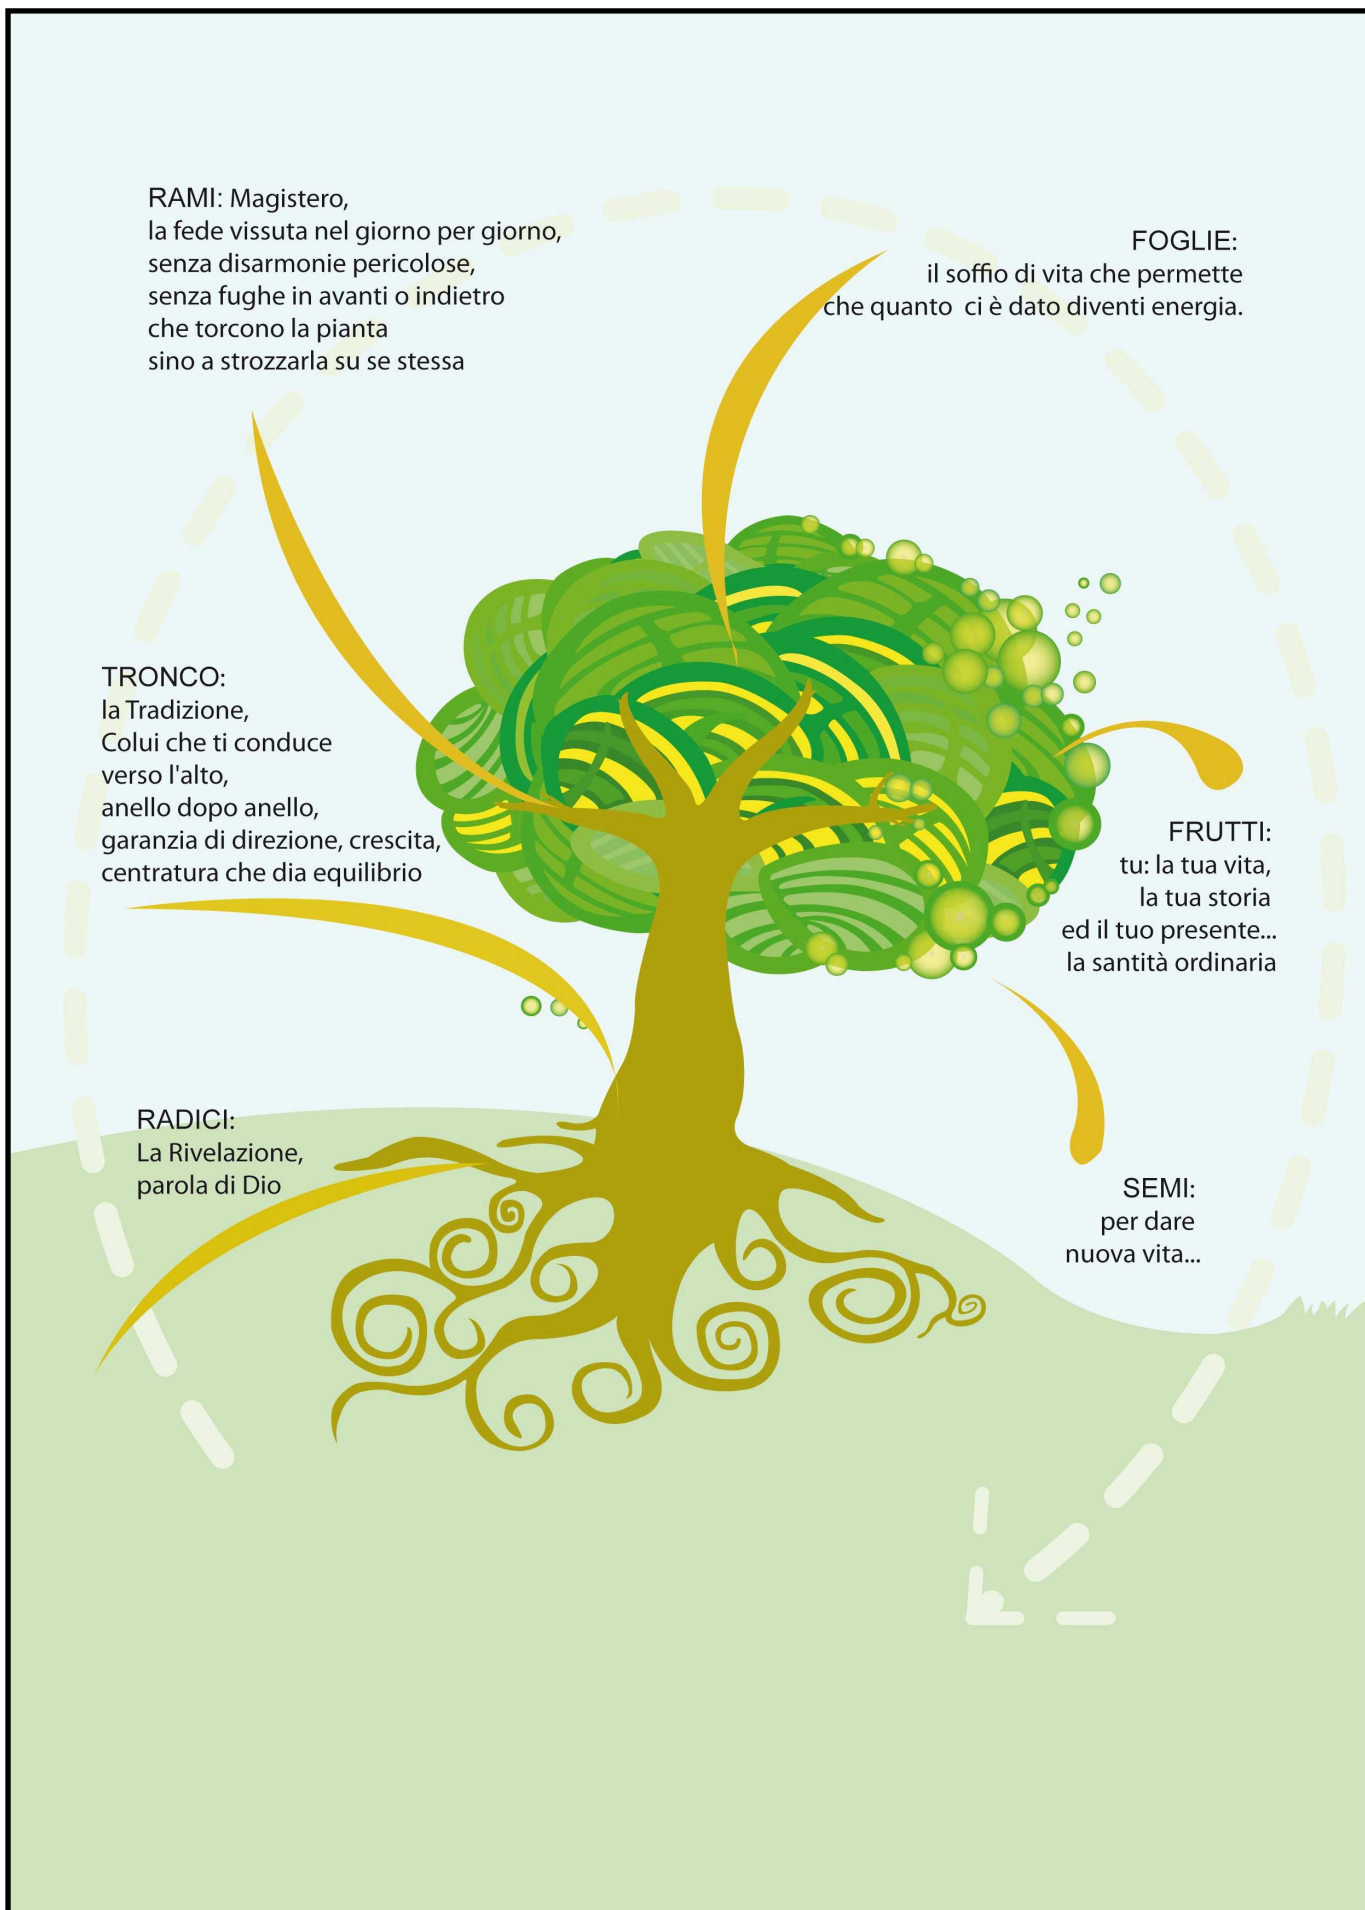 RAMI: Magistero,
la fede vissuta nel giorno per giorno,
senza disarmonie pericolose,
senza fughe in avanti o indietro
che torcono la pianta
sino a strozzarla su se stessa
FOGLIE:
il soffio di vita che permette
che quanto  ci è dato diventi energia.
TRONCO:
la Tradizione,
Colui che ti conduce
verso l'alto,
anello dopo anello,
garanzia di direzione, crescita,
centratura che dia equilibrio
FRUTTI:
tu: la tua vita,
la tua storia
ed il tuo presente...
la santità ordinaria
RADICI:
La Rivelazione,
parola di Dio
SEMI:
per dare
nuova vita...